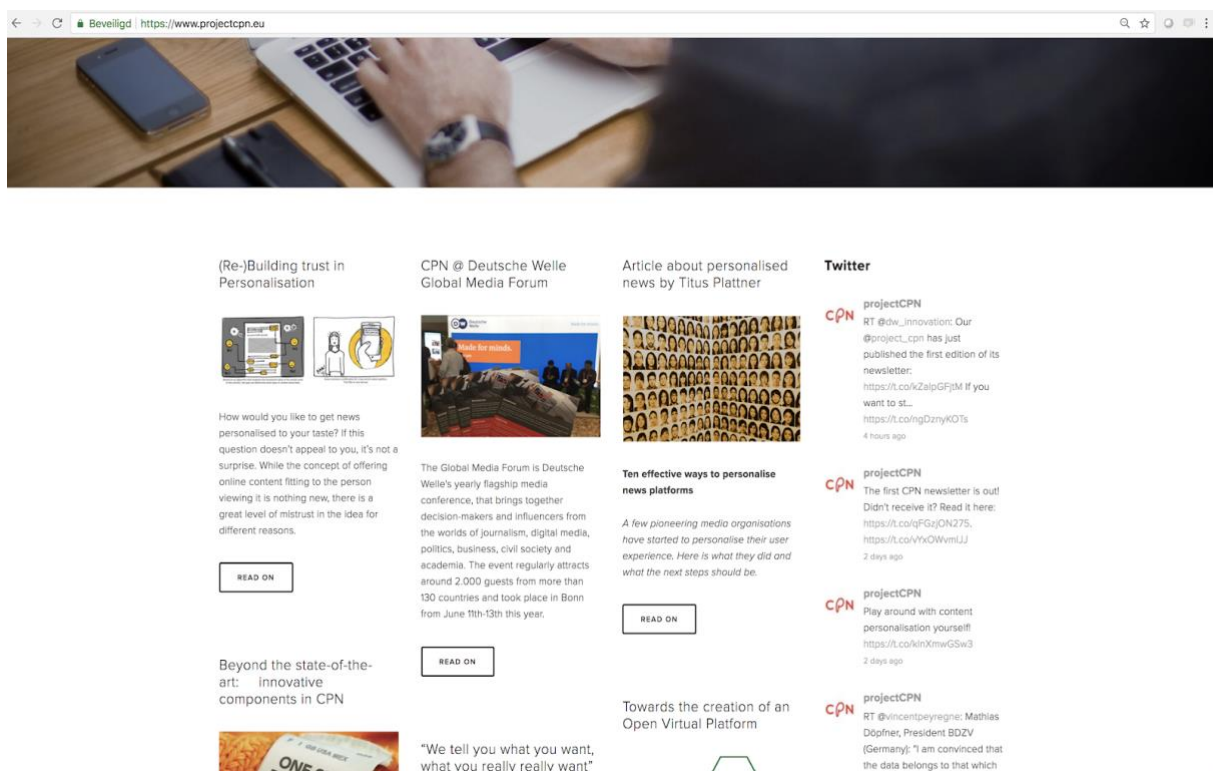 Beveiligd https://www.projectcpn.eu
(Re-)Building trust in
Personalisation
How would you like to get news
personalised to your taste? If this
question doesn't appeal to you, it's not a
surprise. While the concept of offering
online content fitting to the person
viewing it is nothing new, there is a
great level of mistrust in the idea for
different reasons.
READ ON
Beyond the state-of-the-
art: innovative
components in CPN
CPN @ Deutsche Welle
Global Media Forum
Made for minds.
The Global Media Forum is Deutsche
Welle's yearly flagship media
conference, that brings together
decision-makers and influencers from
the worlds of journalism, digital media,
politics, business, civil society and
academia. The event regularly attracts
around 2.000 guests from more than
130 countries and took place in Bonn
from June 11th-13th this year.
READ ON
"We tell you what you want,
what you really really want"
Article about personalised
news by Titus Plattner
Ten effective ways to personalise
news platforms
A few pioneering media organisations
have started to personalise their user
experience. Here is what they did and
what the next steps should be.
READ ON
Towards the creation of an
Open Virtual Platform
Twitter
CPN
projectCPN
RT @dw_innovation: Our
@project_cpn has just
published the first edition of its
newsletter:
https://t.co/kZalpGFjtM If you
want to st...
https://t.co/ngDznyKOTs
4 hours ago
CPN
projectCPN
The first CPN newsletter is out!
Didn't receive it? Read it here:
https://t.co/qFGzjON275,
https://t.co/vYxOWvmUJ
2 days ago
CPN
projectCPN
Play around with content
personalisation yourself!
https://t.co/kinXmwGSw3
2 days ago
CPN
projectCPN
RT @vincentpeyregne: Mathias
Döpfner, President BDZV
(Germany): "I am convinced that
the data belongs to that which